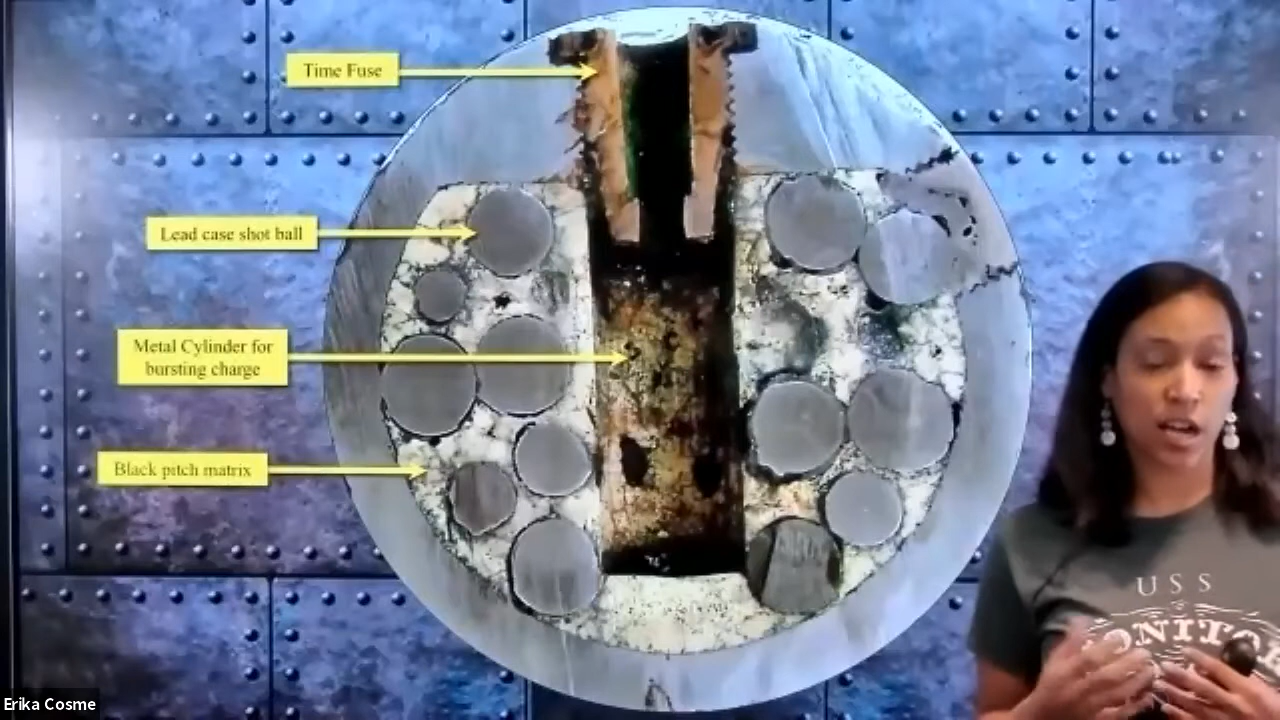 Time Fuse
Lead case shot ball
Metal Cylinder for
bursting charge
Black pitch matrix
USS
Erika Cosme